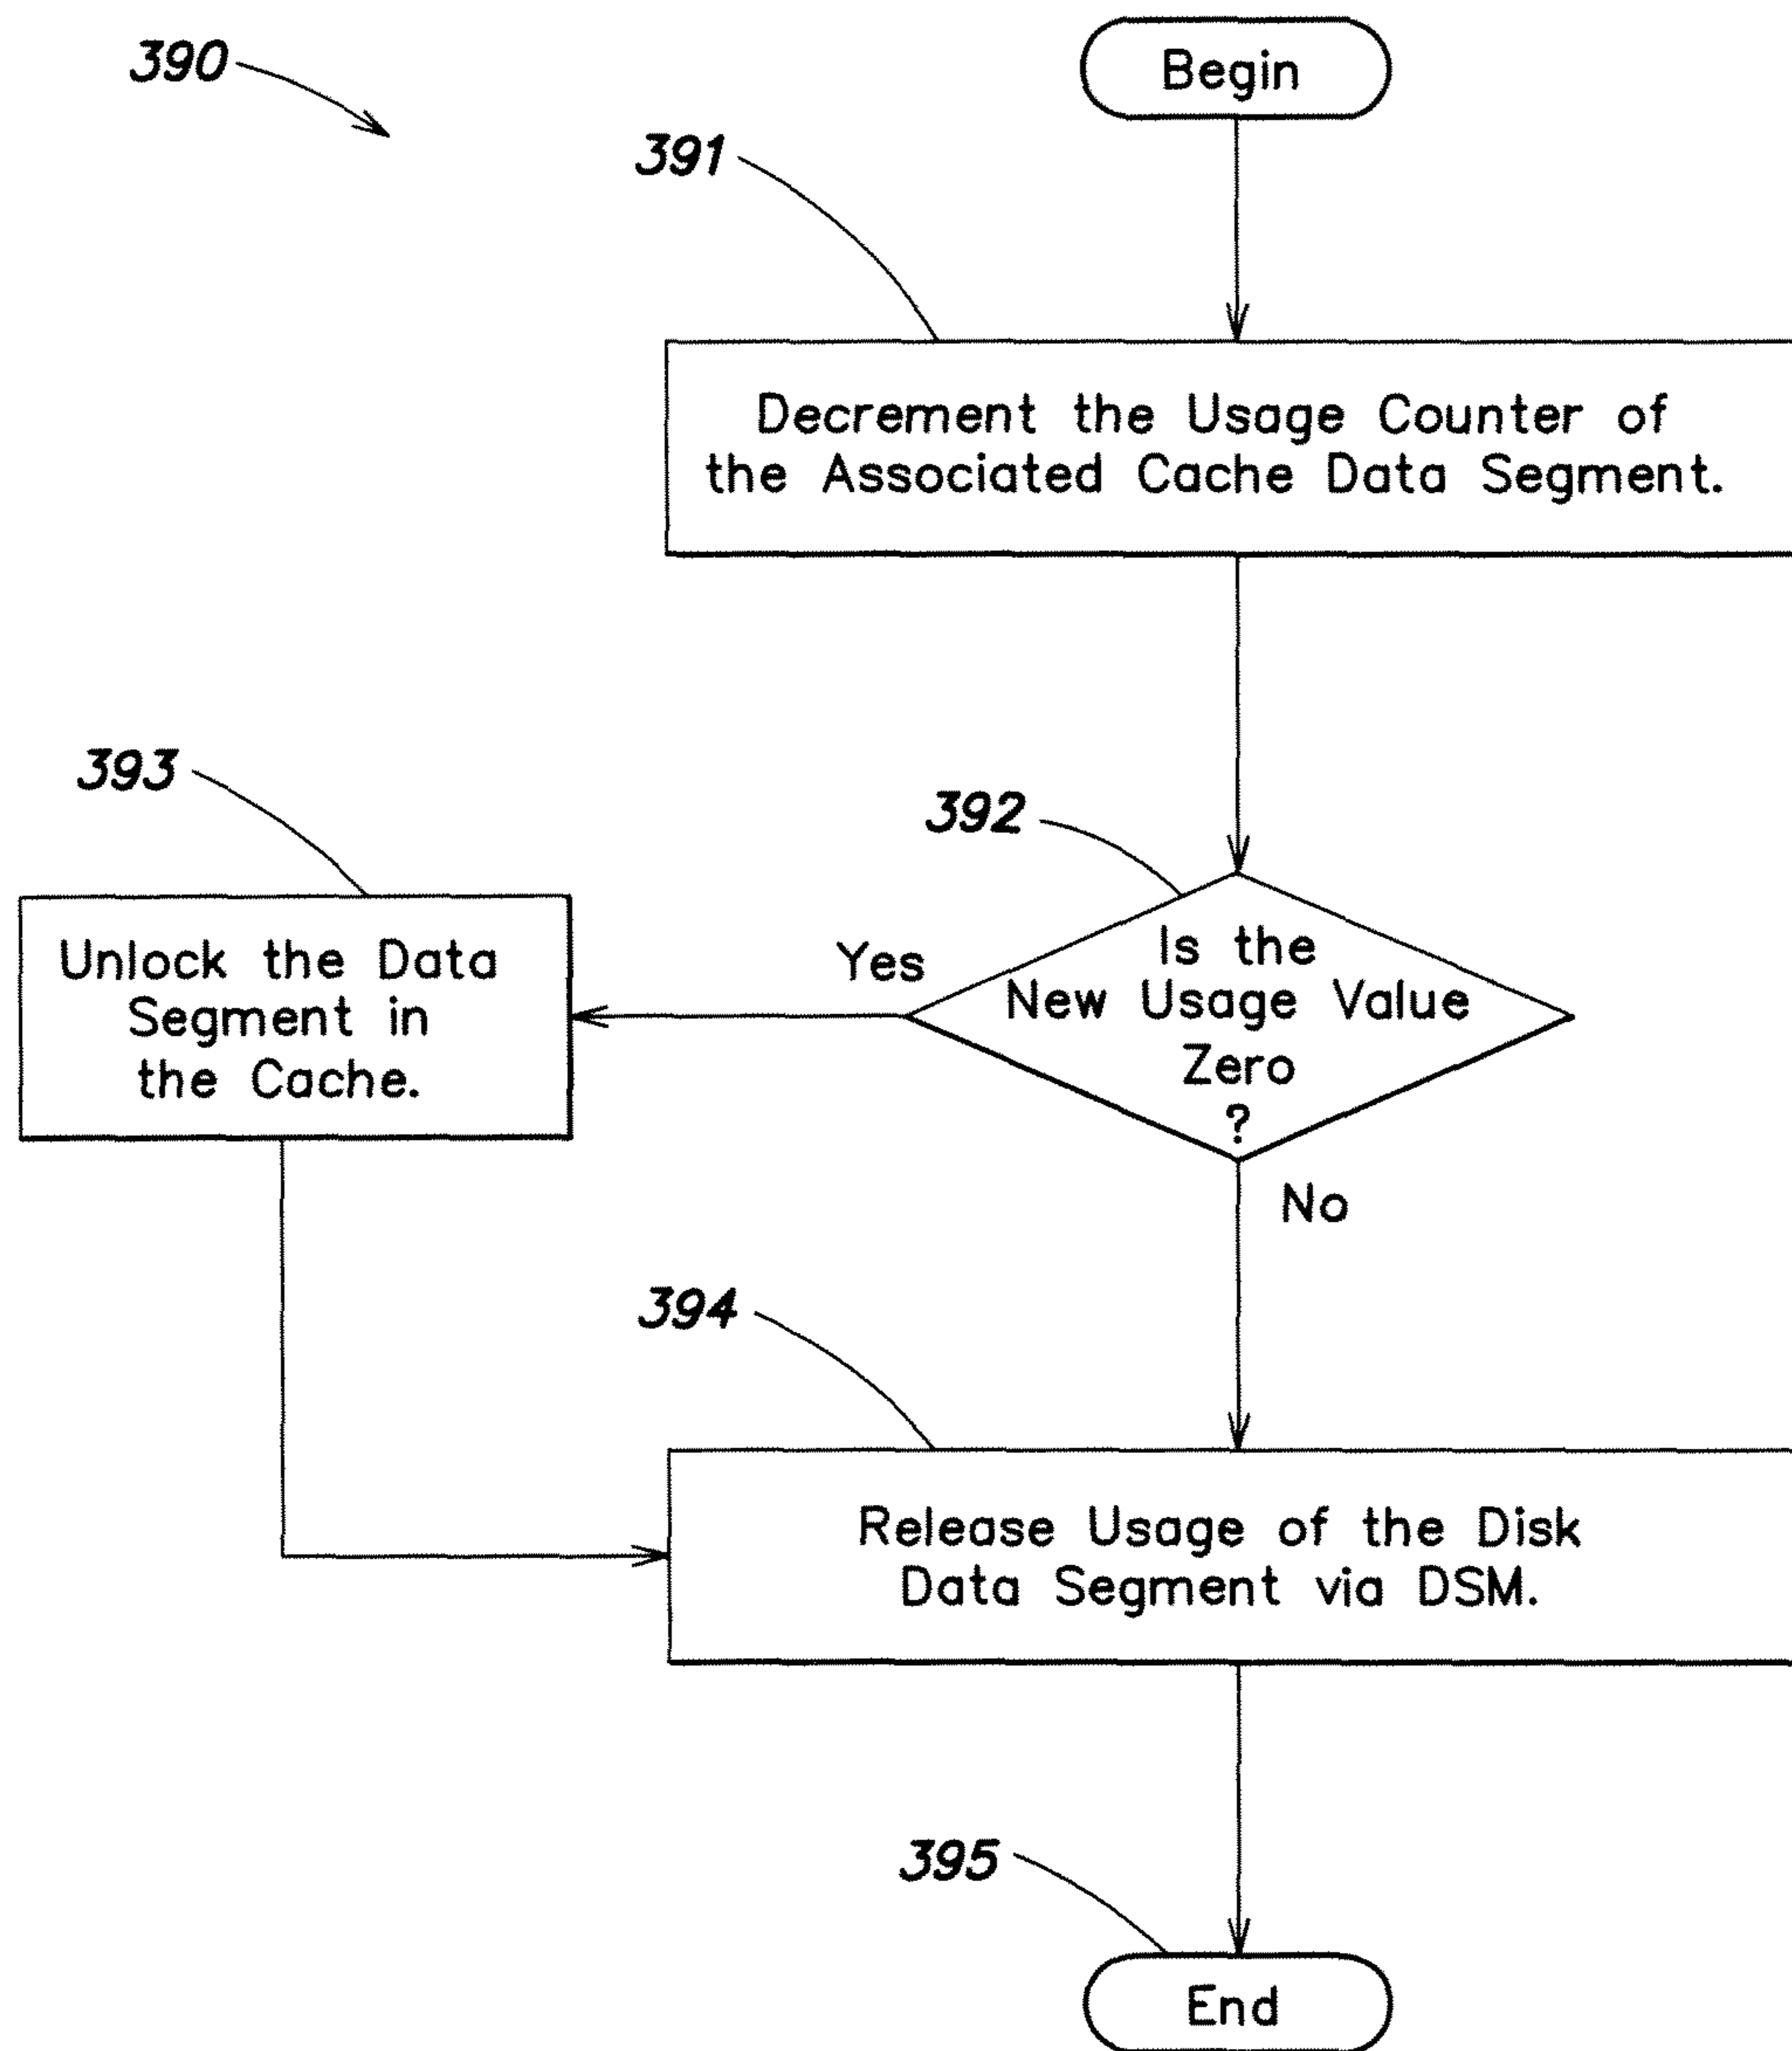 390
Begin
391
Decrement the Usage Counter of
the Associated Cache Data Segment.
393
392
Unlock the Data
Segment in
the Cache.
Yes
Is the
New Usage Value
Zero
?
No
394
Release Usage of the Disk
Data Segment via DSM.
395
End